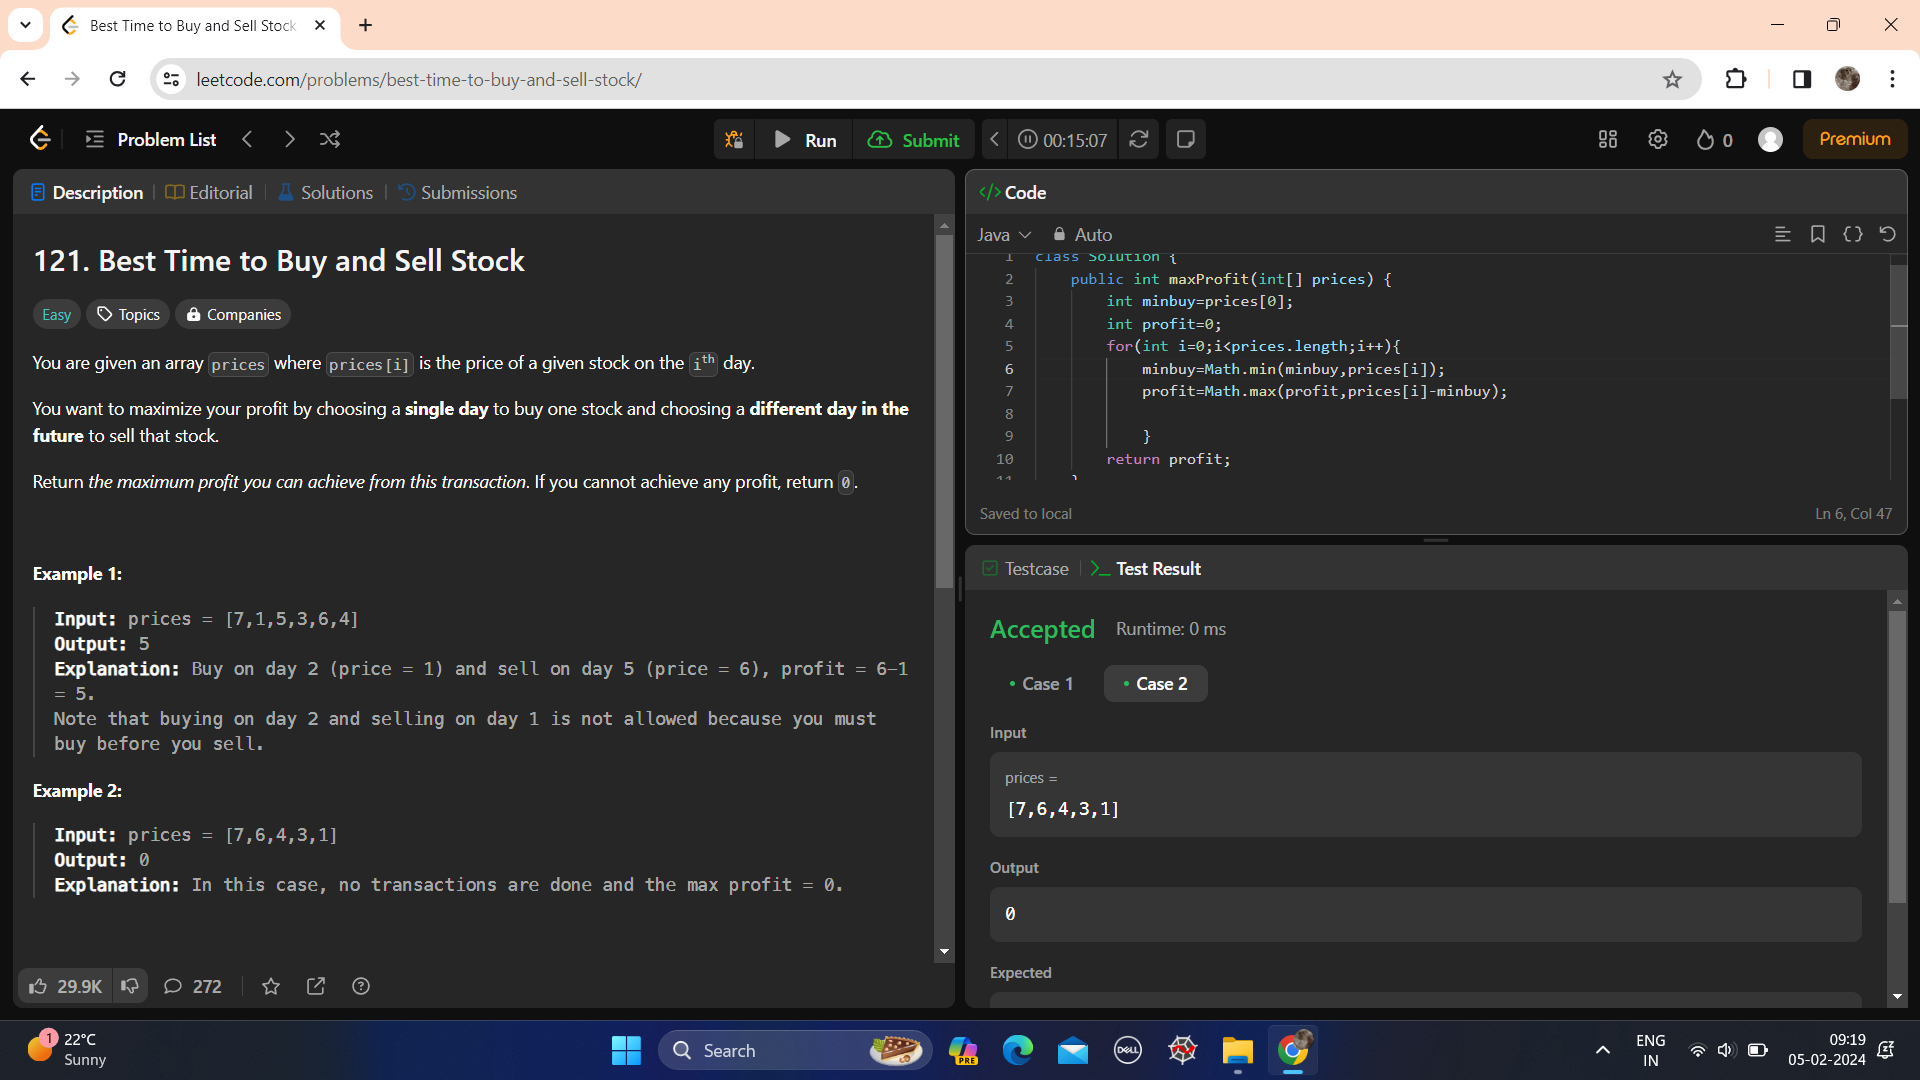 Best Time to Buy and Sell Stock
leetcode.com/problems/best-time-to-buy-and-sell-stock/
Problem List
Run
Submit
00:15:07
0
Premium
Description
Editorial
Solutions
Submissions
121. Best Time to Buy and Sell Stock
Easy
Topics
Companies
You are given an array prices where prices[i] is the price of a given stock on the ith day.
You want to maximize your profit by choosing a single day to buy one stock and choosing a different day in the
future to sell that stock.
Return the maximum profit you can achieve from this transaction. If you cannot achieve any profit, return 0.
Example 1:
Input: prices = [7,1,5,3,6,4]
Output: 5
Explanation: Buy on day 2 (price = 1) and sell on day 5 (price = 6), profit = 6-1
= 5.
Note that buying on day 2 and selling on day 1 is not allowed because you must
buy before you sell.
Example 2:
Input: prices = [7,6,4,3,1]
Output: 0
Explanation: In this case, no transactions are done and the max profit = 0.
29.9K
272
Code
Java
Auto
1 class Solution {
2 public int maxProfit(int[] prices) {
3 int minbuy=prices[0];
4 int profit=0;
5 for(int i=0;i<prices.length;i++){
6 minbuy=Math.min(minbuy,prices[i]);
7 profit=Math.max(profit,prices[i]-minbuy);
8
9 }
10 return profit;
11 }
Saved to local
Ln 6, Col 47
Testcase
Test Result
Accepted
Runtime: 0 ms
Case 1
Case 2
Input
prices =
[7,6,4,3,1]
Output
0
Expected
1
22°C
Sunny
Search
PRE
DELL
ENG
IN
09:19
05-02-2024